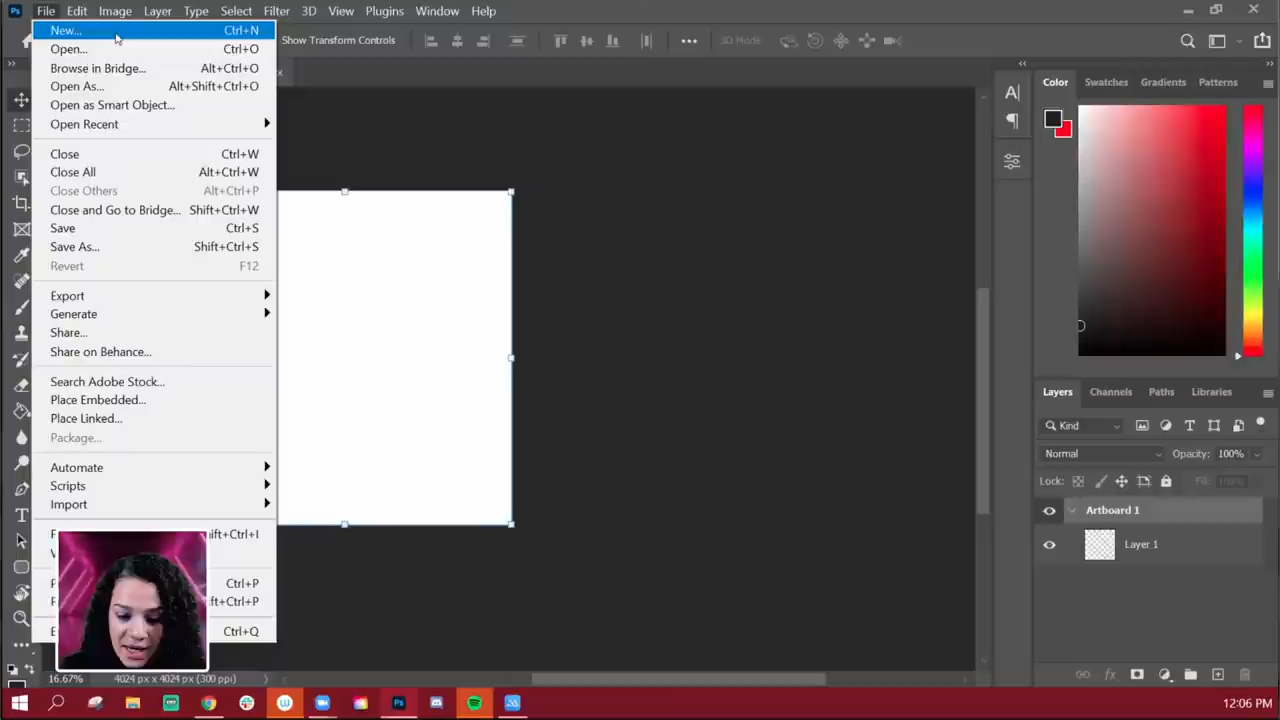 Ps File Edit Image Layer Type Select Filter 3D View Plugins Window Help
Show Transform Controls
3D Mode
New... Ctrl+N
Open... Ctrl+O
Browse in Bridge... Alt+Ctrl+O
Open As... Alt+Shift+Ctrl+O
Open as Smart Object...
Open Recent
Close Ctrl+W
Close All Alt+Ctrl+W
Close Others Alt+Ctrl+P
Close and Go to Bridge... Shift+Ctrl+W
Save Ctrl+S
Save As... Shift+Ctrl+S
Revert F12
Export
Generate
Share...
Share on Behance...
Search Adobe Stock...
Place Embedded...
Place Linked...
Package...
Automate
Scripts
Import
Ctrl+P
Ctrl+Q
16.67% 4024 px x 4024 px (300 ppi)
Color Swatches Gradients Patterns
Layers Channels Paths Libraries
Kind
Normal Opacity: 100%
Lock: Fill: 100%
Artboard 1
Layer 1
Ps
12:06 PM